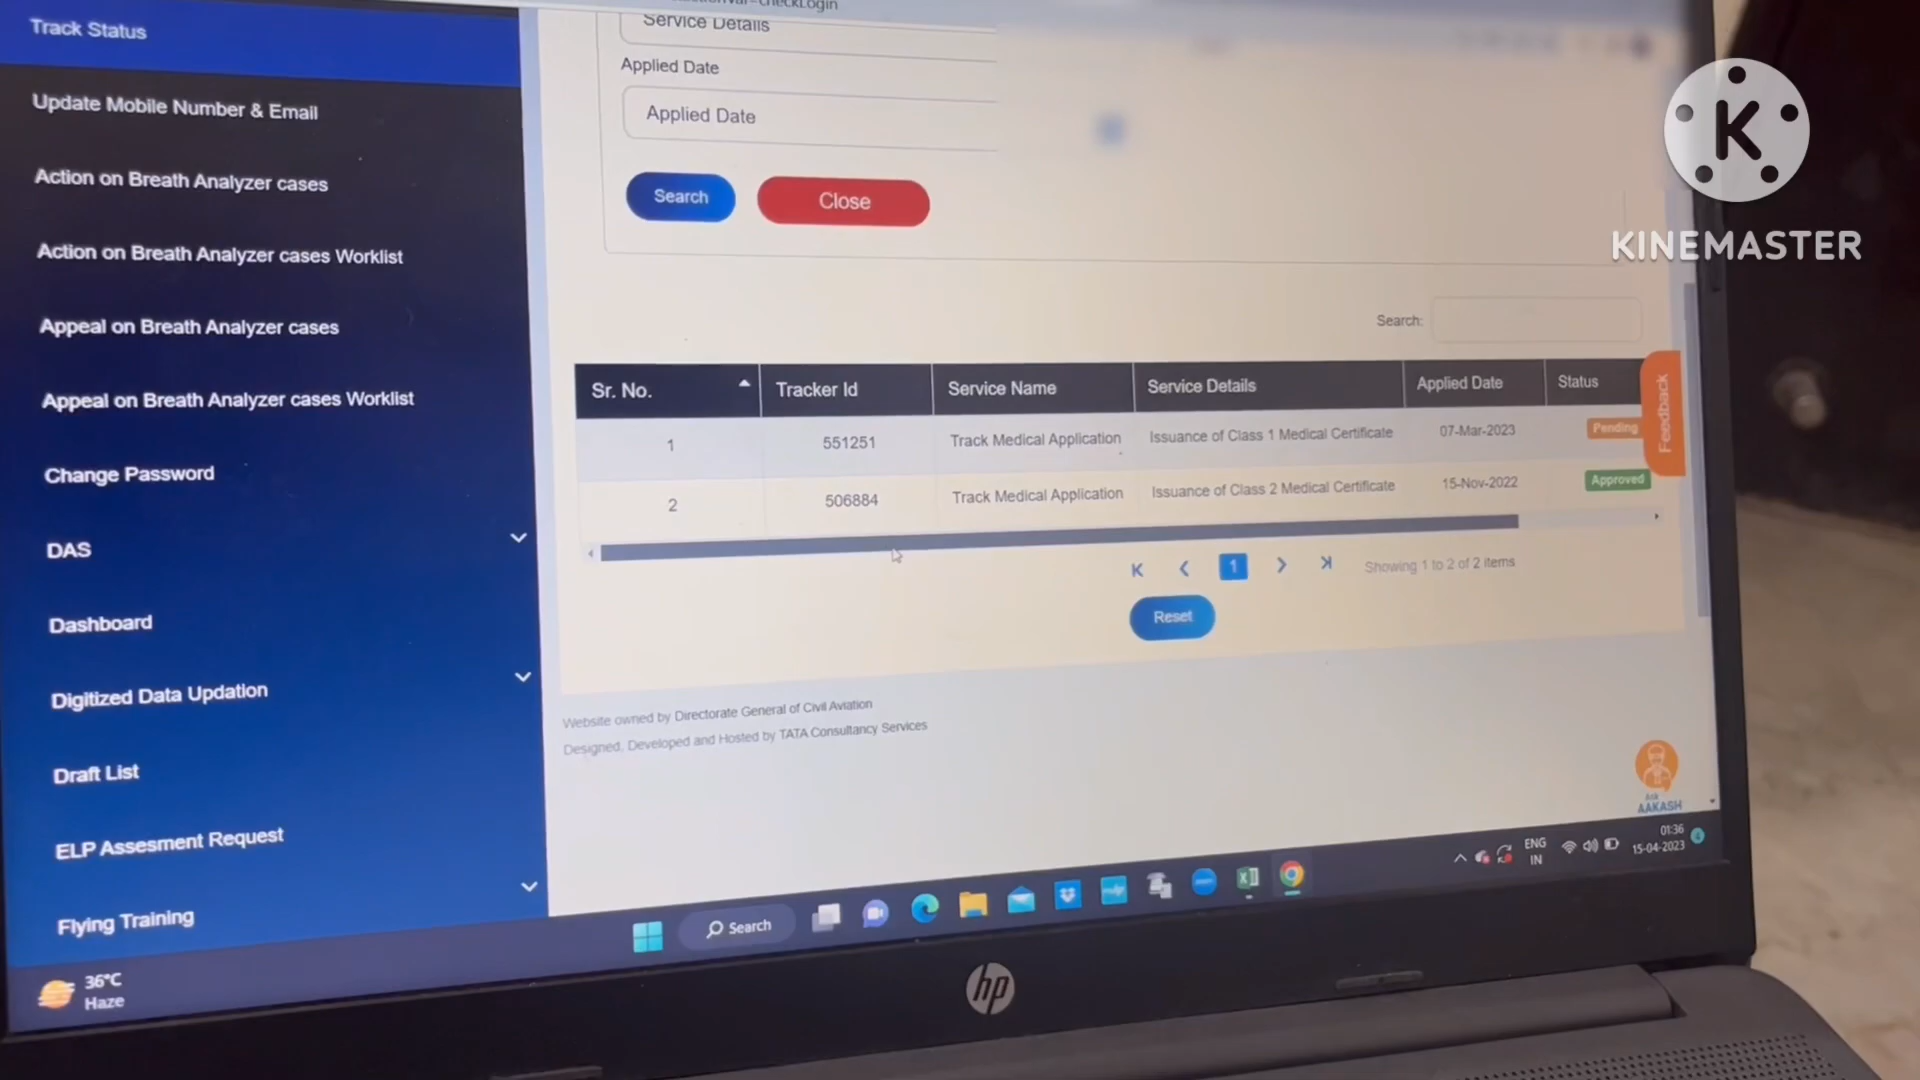 Track Status
Update Mobile Number & Email
Action on Breath Analyzer cases
Action on Breath Analyzer cases Worklist
Appeal on Breath Analyzer cases
Appeal on Breath Analyzer cases Worklist
Change Password
DAS
Dashboard
Digitized Data Updation
Draft List
ELP Assesment Request
Flying Training
Service Details
Applied Date
Applied Date
Search
Close
KINEMASTER
Search:
Sr. No. Tracker Id Service Name Service Details Applied Date Status
1 551251 Track Medical Application Issuance of Class 1 Medical Certificate 07-Mar-2023 Pending
2 506884 Track Medical Application Issuance of Class 2 Medical Certificate 15-Nov-2022 Approved
Feedback
1 Showing 1 to 2 of 2 items
Reset
Website owned by Directorate General of Civil Aviation
Designed, Developed and Hosted by TATA Consultancy Services
Ask
AAKASH
36°C
Haze
Search
ENG
IN
01:36
15-04-2023
hp